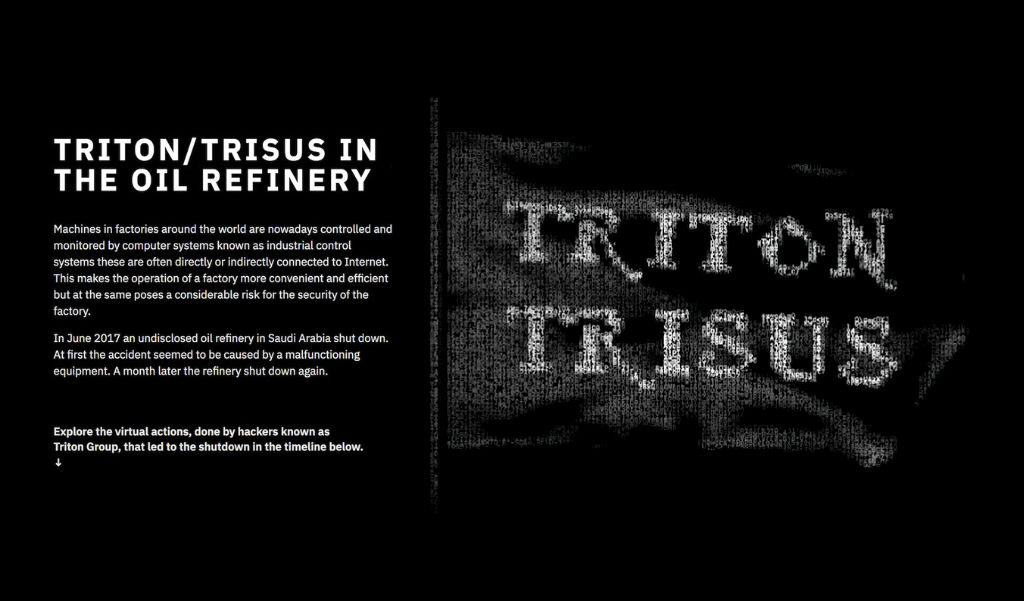 TRITON/TRISUS IN
THE OIL REFINERY
Machines in factories around the world are nowadays controlled and
monitored by computer systems known as industrial control
systems these are often directly or indirectly connected to Internet.
This makes the operation of a factory more convenient and efficient
but at the same poses a considerable risk for the security of the
factory.
In June 2017 an undisclosed oil refinery in Saudi Arabia shut down.
At first the accident seemed to be caused by a malfunctioning
equipment. A month later the refinery shut down again.
Explore the virtual actions, done by hackers known as
Triton Group, that led to the shutdown in the timeline below.
↓
TRITON
TRISUS